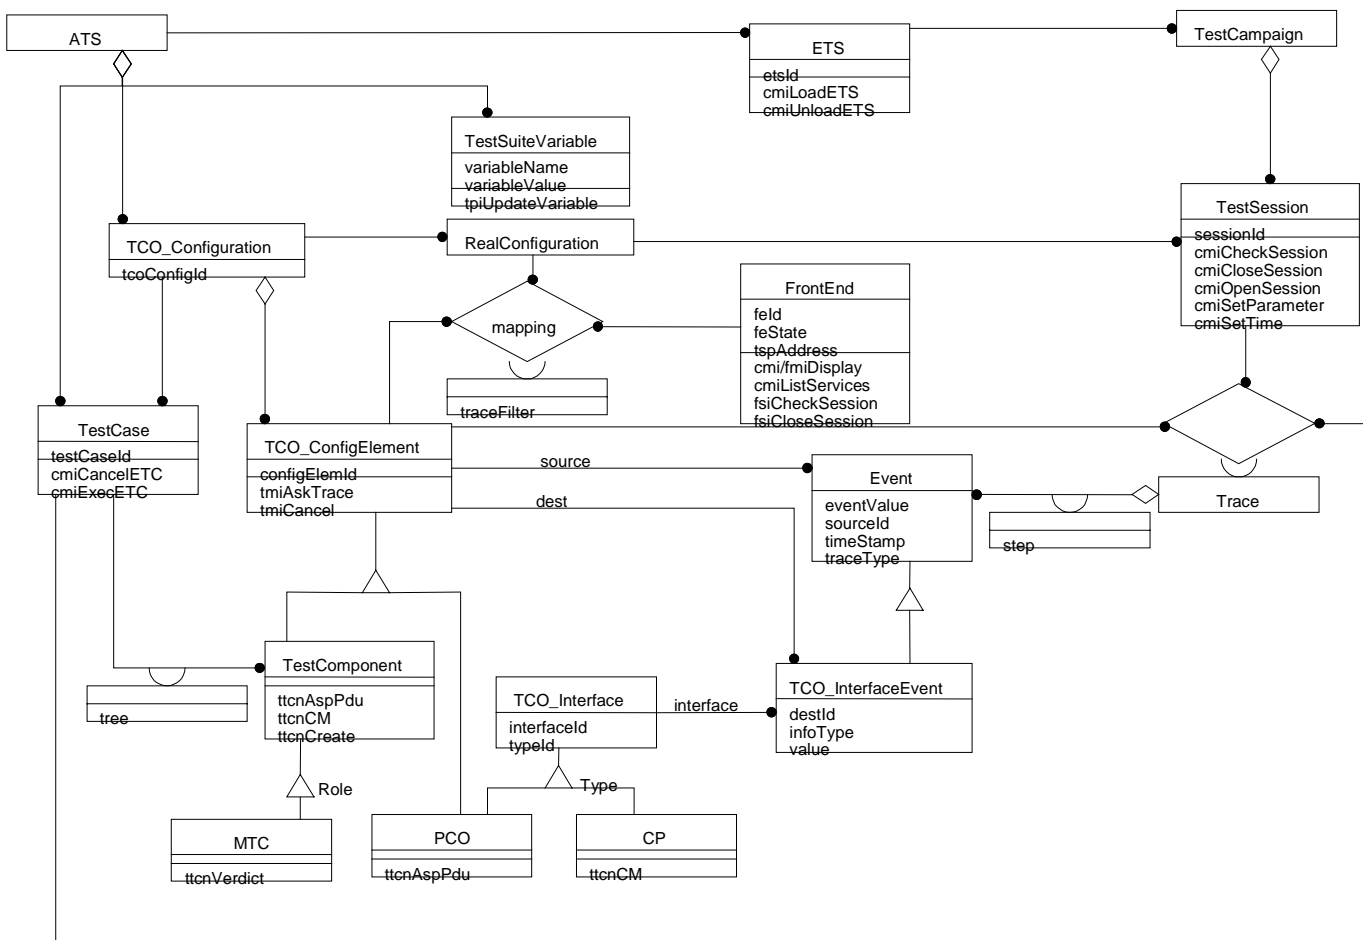 ATS
ETS
etsId
cmiLoadETS
cmiUnloadETS
TestCampaign
TestSuiteVariable
variableName
variableValue
tpiUpdateVariable
TestSession
sessionId
cmiCheckSession
cmiCloseSession
cmiOpenSession
cmiSetParameter
cmiSetTime
TCO_Configuration
tcoConfigId
RealConfiguration
mapping
traceFilter
FrontEnd
feId
feState
tspAddress
cmi/fmiDisplay
cmiListServices
fsiCheckSession
fsiCloseSession
TestCase
testCaseId
cmiCancelETC
cmiExecETC
TCO_ConfigElement
configElemId
tmiAskTrace
tmiCancel
source
dest
Event
eventValue
sourceId
timeStamp
traceType
Trace
step
TestComponent
ttcnAspPdu
ttcnCM
ttcnCreate
tree
TCO_Interface
interfaceId
typeId
interface
TCO_InterfaceEvent
destId
infoType
value
Role
Type
MTC
ttcnVerdict
PCO
ttcnAspPdu
CP
ttcnCM